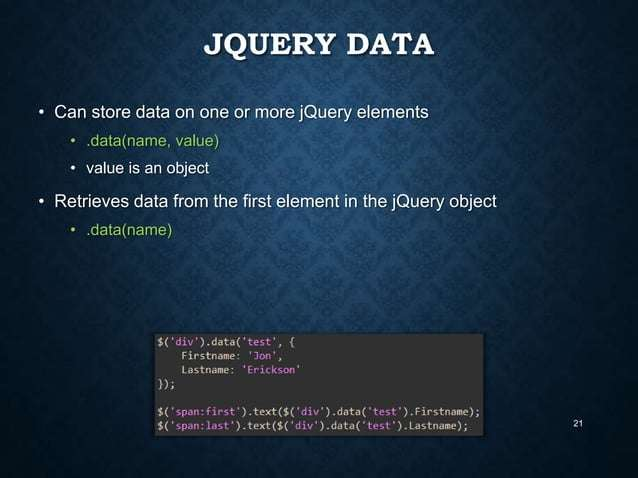 JQUERY DATA
• Can store data on one or more jQuery elements
• .data(name, value)
• value is an object
• Retrieves data from the first element in the jQuery object
• .data(name)
$('div').data('test', {
    Firstname: 'Jon',
    Lastname: 'Erickson'
});

$('span:first').text($('div').data('test').Firstname);
$('span:last').text($('div').data('test').Lastname);
21